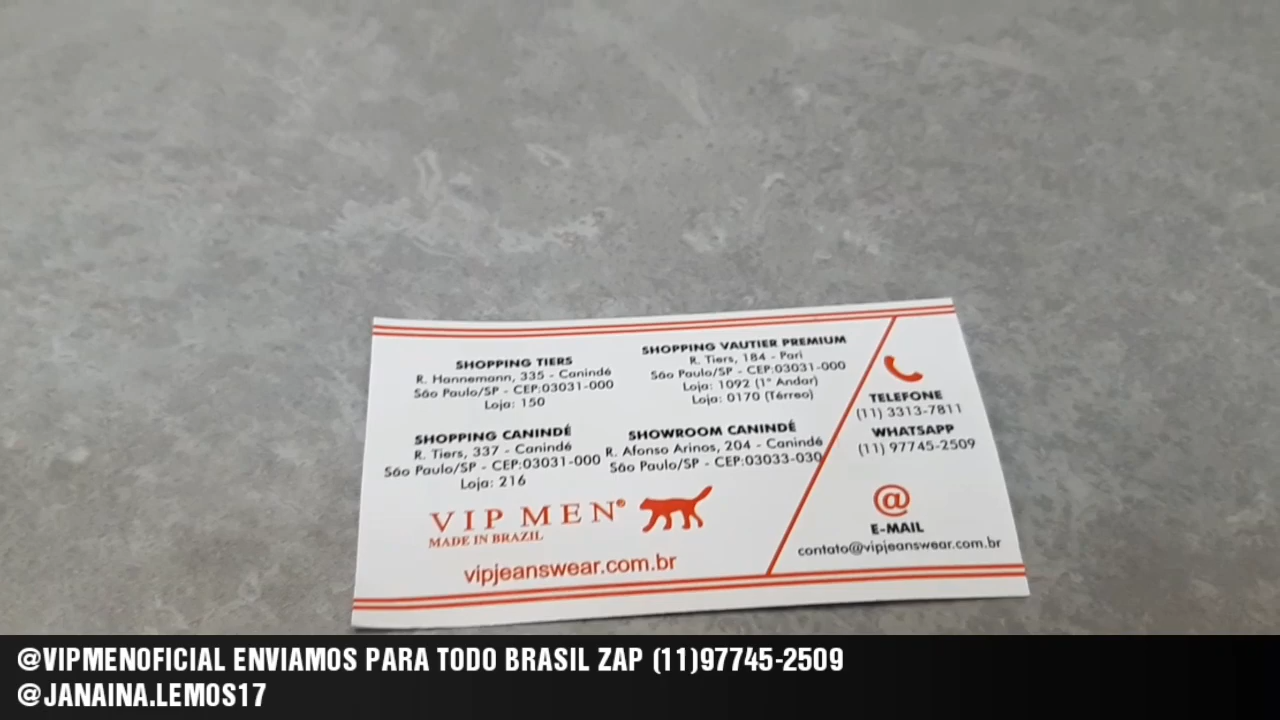 SHOPPING TIERS
R. Hannemann, 335 - Canindé
São Paulo/SP - CEP:03031-000
Loja: 150
SHOPPING VAUTIER PREMIUM
R. Tiers, 184 - Pari
São Paulo/SP - CEP:03031-000
Loja: 1092 (1° Andar)
Loja: 0170 (Térreo)
SHOPPING CANINDÉ
R. Tiers, 337 - Canindé
São Paulo/SP - CEP:03031-000
Loja: 216
SHOWROOM CANINDÉ
R. Afonso Arinos, 204 - Canindé
São Paulo/SP - CEP:03033-030
VIP MEN®
MADE IN BRAZIL
vipjeanswear.com.br
TELEFONE
(11) 3313-7811
WHATSAPP
(11) 97745-2509
@
E-MAIL
contato@vipjeanswear.com.br
@VIPMENOFICIAL ENVIAMOS PARA TODO BRASIL ZAP (11)97745-2509
@JANAINA.LEMOS17